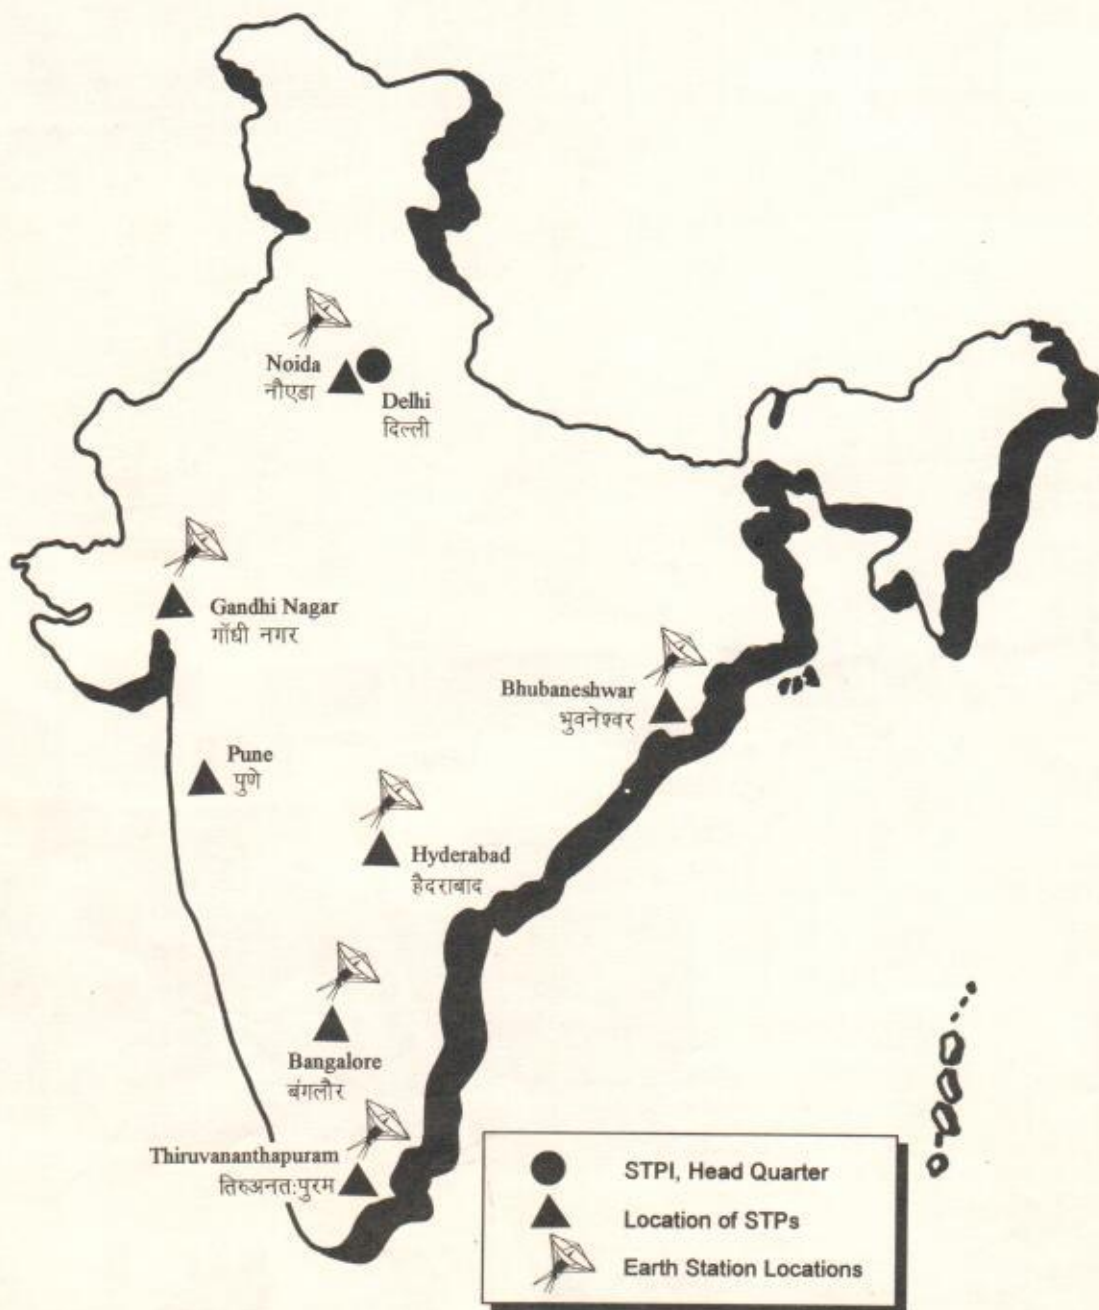 Noida
नौएडा
Delhi
दिल्ली
Gandhi Nagar
गाँधी नगर
Bhubaneshwar
भुवनेश्वर
Pune
पुणे
Hyderabad
हैदराबाद
Bangalore
बंगलौर
Thiruvananthapuram
तिरुअनत:पुरम
STPI, Head Quarter
Location of STPs
Earth Station Locations